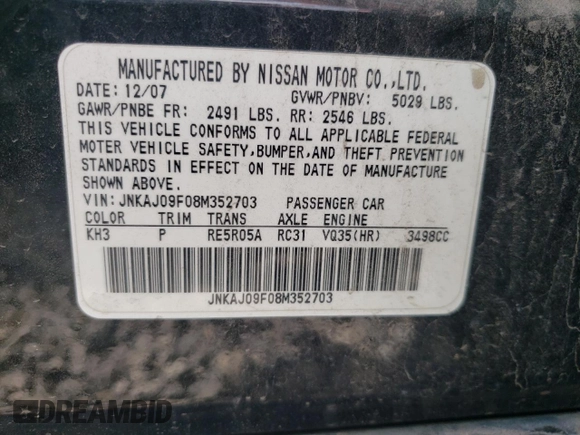 MANUFACTURED BY NISSAN MOTOR CO.,LTD.
DATE: 12/07 GVWR/PNBV: 5029 LBS.
GAWR/PNBE FR: 2491 LBS. RR: 2546 LBS.
THIS VEHICLE CONFORMS TO ALL APPLICABLE FEDERAL
MOTER VEHICLE SAFETY,BUMPER,AND THEFT PREVENTION
STANDARDS IN EFFECT ON THE DATE OF MANUFACTURE
SHOWN ABOVE.
VIN: JNKAJ09F08M352703 PASSENGER CAR
COLOR TRIM TRANS AXLE ENGINE
KH3 P RE5R05A RC31 VQ35(HR) 3498CC
JNKAJ09F08M352703
DREAMBID